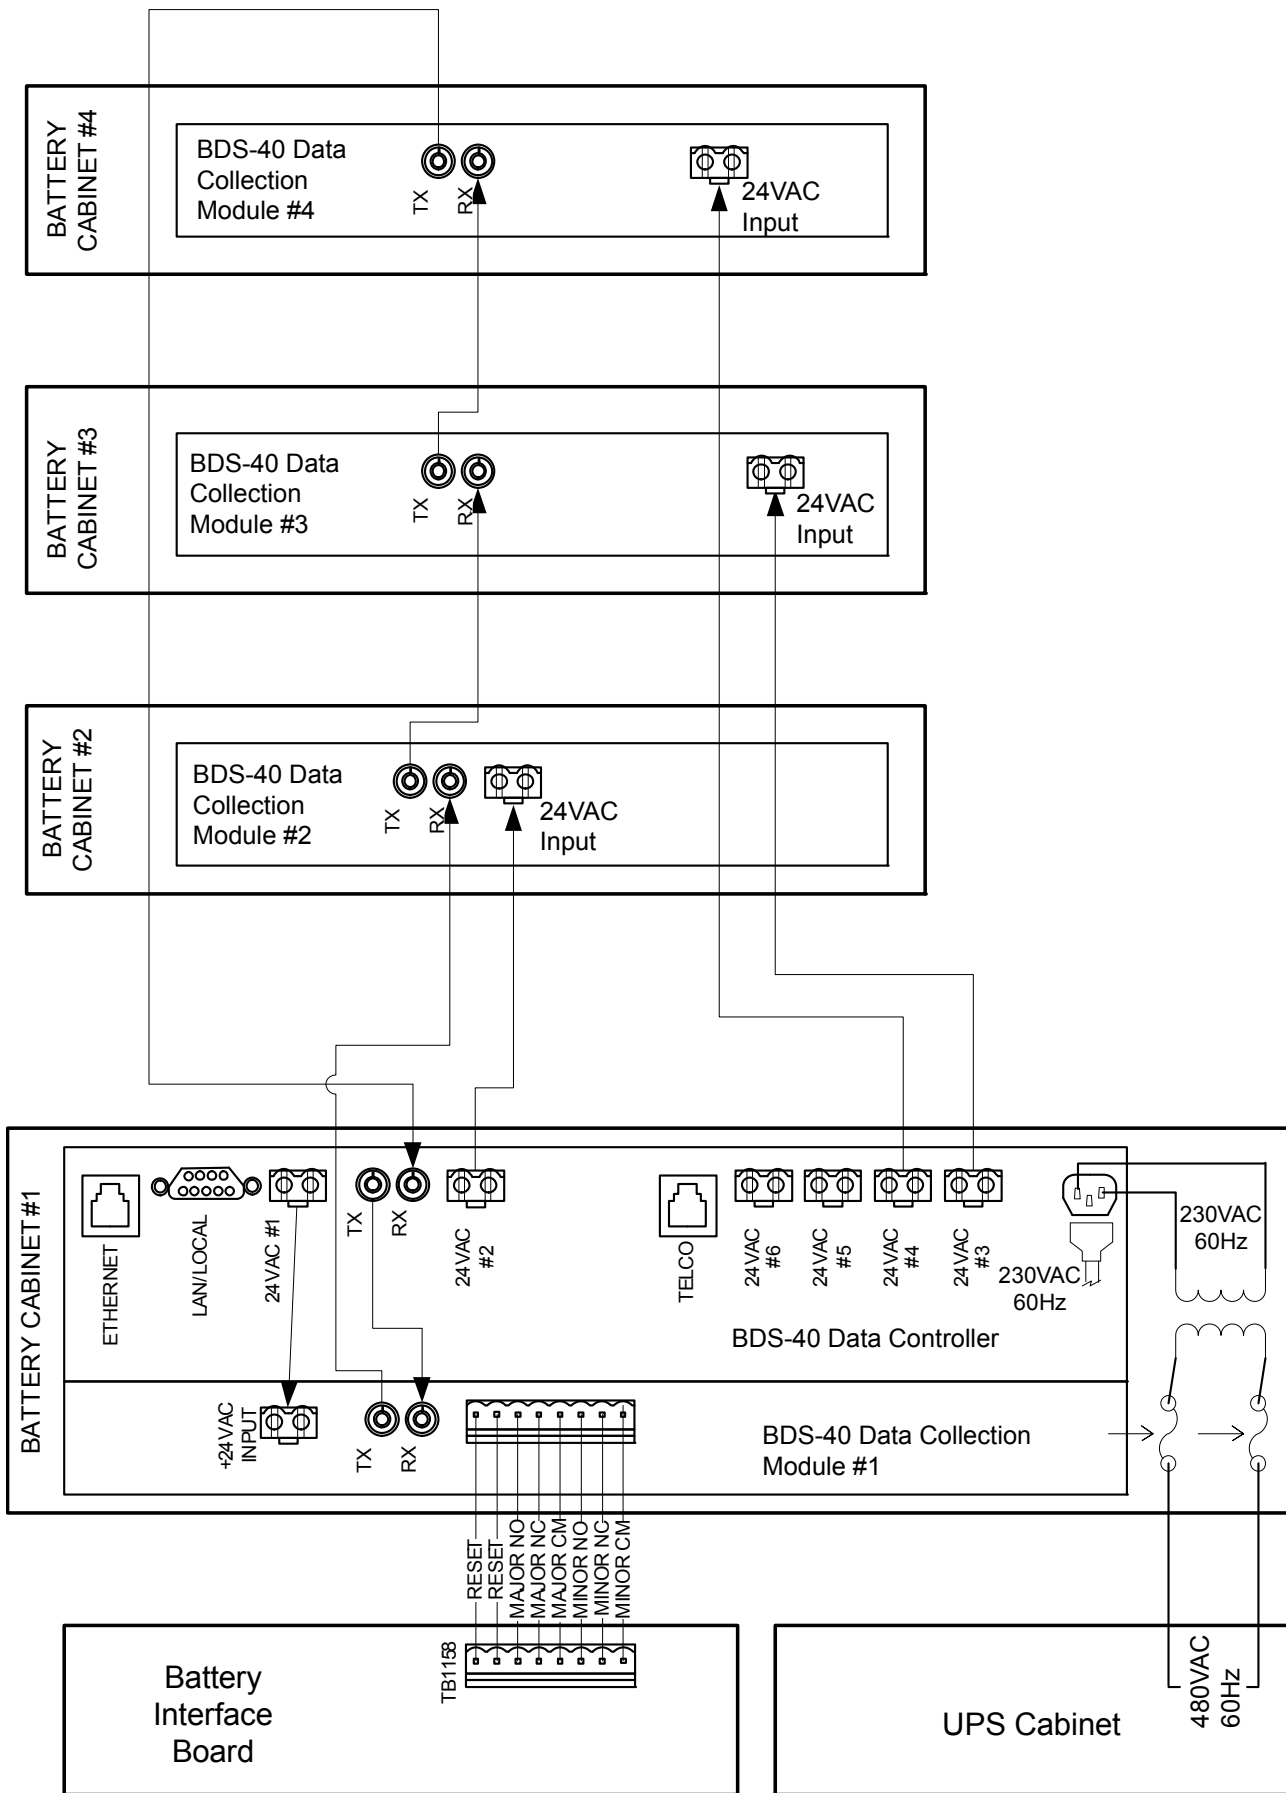 BATTERY
CABINET #4
BDS-40 Data
Collection
Module #4
TX
RX
24VAC
Input
BATTERY
CABINET #3
BDS-40 Data
Collection
Module #3
TX
RX
24VAC
Input
BATTERY
CABINET #2
BDS-40 Data
Collection
Module #2
TX
RX
24VAC
Input
BATTERY CABINET #1
ETHERNET
LAN/LOCAL
24VAC #1
TX
RX
24VAC
#2
TELCO
24VAC
#6
24VAC
#5
24VAC
#4
24VAC
#3
230VAC
60Hz
230VAC
60Hz
BDS-40 Data Controller
+24VAC
INPUT
TX
RX
BDS-40 Data Collection
Module #1
RESET
RESET
MAJOR NO
MAJOR NC
MAJOR CM
MINOR NO
MINOR NC
MINOR CM
TB1158
Battery
Interface
Board
UPS Cabinet
480VAC
60Hz